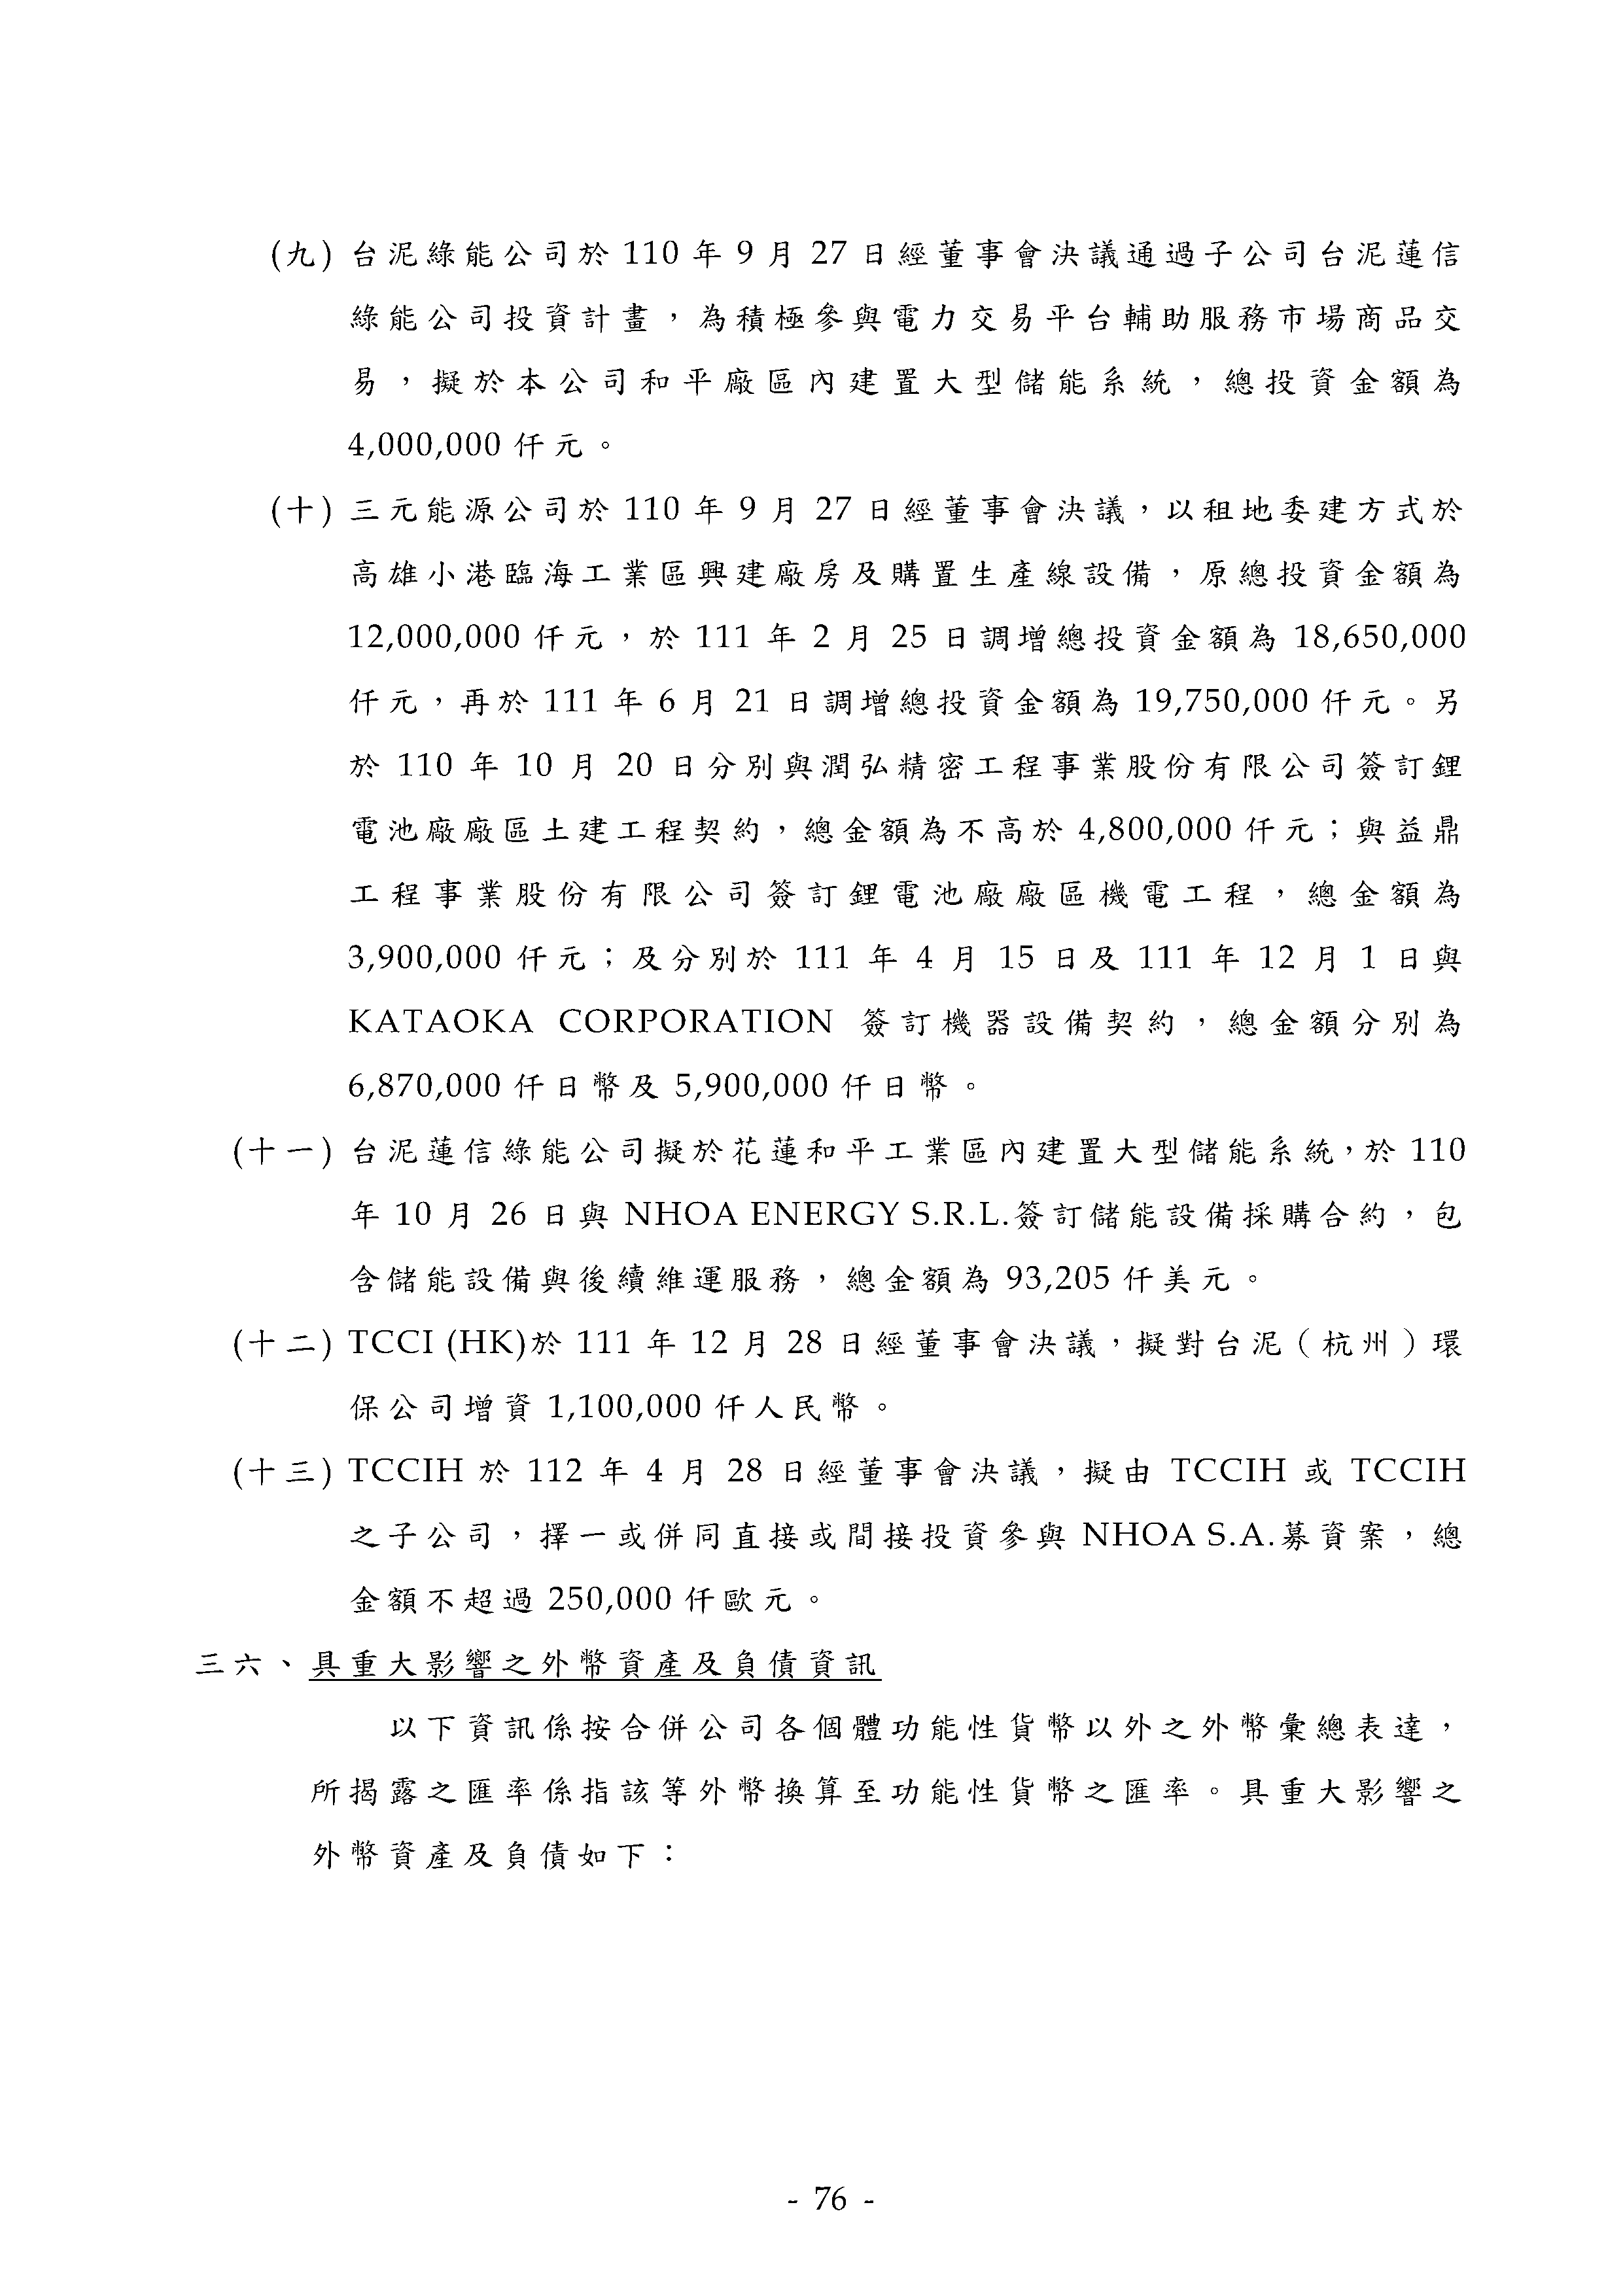 (九) 台泥綠能公司於 110 年 9 月 27 日經董事會決議通過子公司台泥蓮信
綠能公司投資計畫，為積極參與電力交易平台輔助服務市場商品交
易，擬於本公司和平廠區內建置大型儲能系統，總投資金額為
4,000,000 仟元。
(十) 三元能源公司於 110 年 9 月 27 日經董事會決議，以租地委建方式於
高雄小港臨海工業區興建廠房及購置生產線設備，原總投資金額為
12,000,000 仟元，於 111 年 2 月 25 日調增總投資金額為 18,650,000
仟元，再於 111 年 6 月 21 日調增總投資金額為 19,750,000 仟元。另
於 110 年 10 月 20 日分別與潤弘精密工程事業股份有限公司簽訂鋰
電池廠廠區土建工程契約，總金額為不高於 4,800,000 仟元；與益鼎
工程事業股份有限公司簽訂鋰電池廠廠區機電工程，總金額為
3,900,000 仟元；及分別於 111 年 4 月 15 日及 111 年 12 月 1 日與
KATAOKA CORPORATION 簽訂機器設備契約，總金額分別為
6,870,000 仟日幣及 5,900,000 仟日幣。
(十一) 台泥蓮信綠能公司擬於花蓮和平工業區內建置大型儲能系統，於 110
年 10 月 26 日與 NHOA ENERGY S.R.L.簽訂儲能設備採購合約，包
含儲能設備與後續維運服務，總金額為 93,205 仟美元。
(十二) TCCI (HK)於 111 年 12 月 28 日經董事會決議，擬對台泥（杭州）環
保公司增資 1,100,000 仟人民幣。
(十三) TCCIH 於 112 年 4 月 28 日經董事會決議，擬由 TCCIH 或 TCCIH
之子公司，擇一或併同直接或間接投資參與 NHOA S.A.募資案，總
金額不超過 250,000 仟歐元。
三六、具重大影響之外幣資產及負債資訊
以下資訊係按合併公司各個體功能性貨幣以外之外幣彙總表達，
所揭露之匯率係指該等外幣換算至功能性貨幣之匯率。具重大影響之
外幣資產及負債如下：
- 76 -